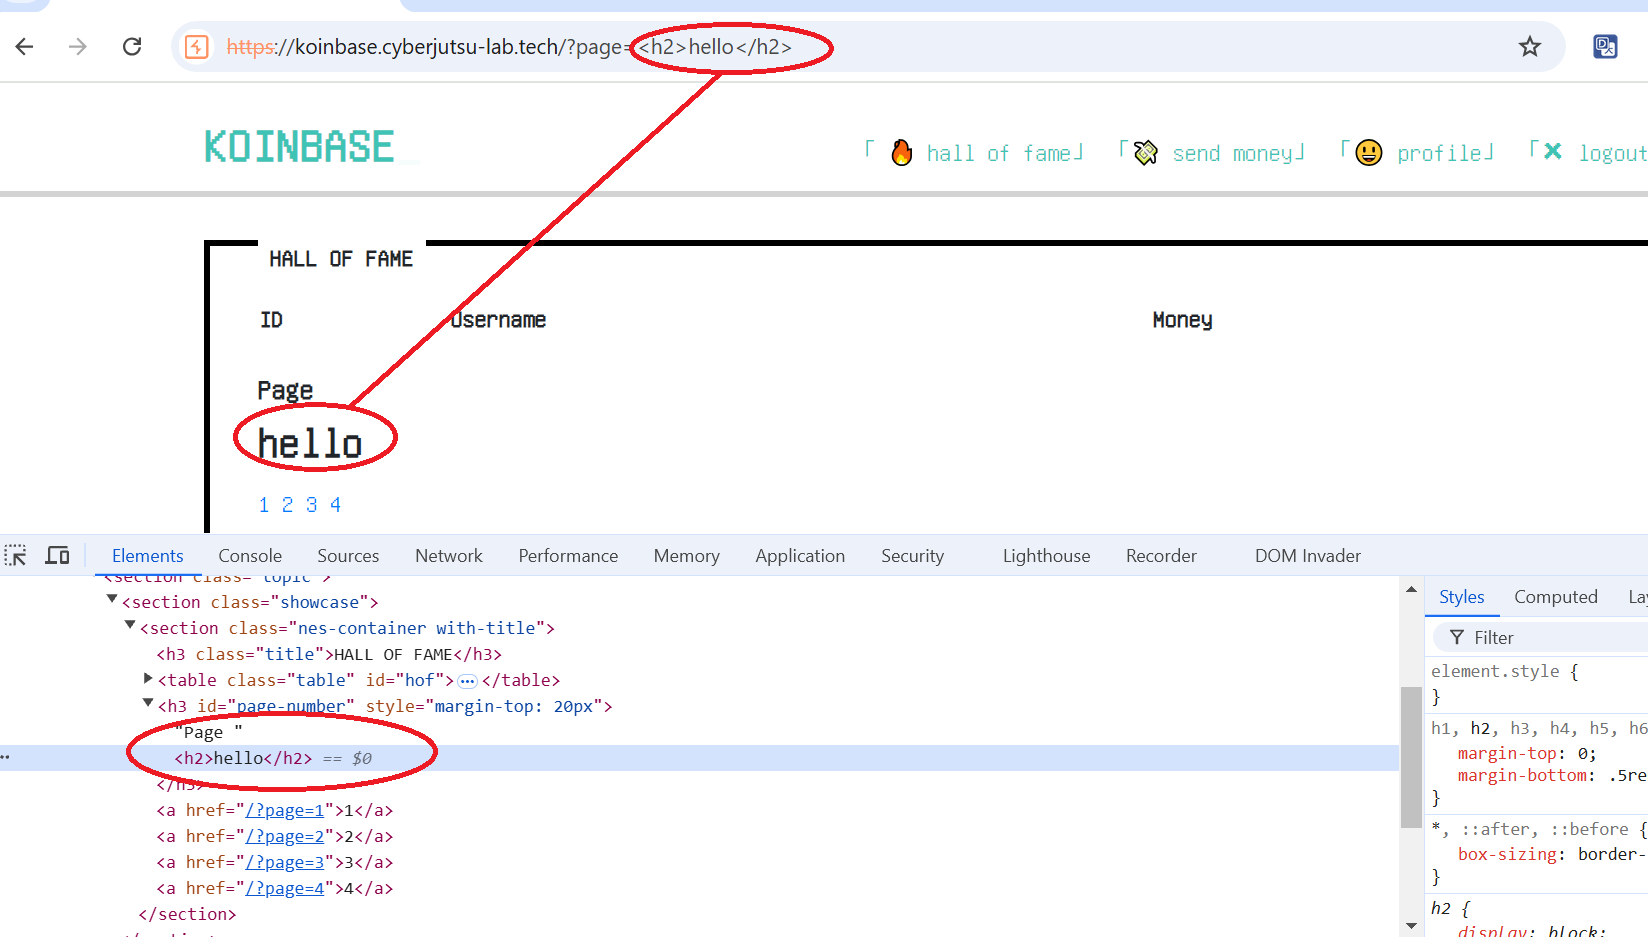 https://koinbase.cyberjutsu-lab.tech/?page=<h2>hello</h2>
KOINBASE_
「🔥 hall of fame」 「💸 send money」 「😃 profile」 「✕ logout
HALL OF FAME
ID Username Money
Page
hello
1 2 3 4
Elements Console Sources Network Performance Memory Application Security Lighthouse Recorder DOM Invader
<section class="topic">
<section class="showcase">
<section class="nes-container with-title">
<h3 class="title">HALL OF FAME</h3>
<table class="table" id="hof">…</table>
<h3 id="page-number" style="margin-top: 20px">
"Page "
<h2>hello</h2> == $0
</h3>
<a href="/?page=1">1</a>
<a href="/?page=2">2</a>
<a href="/?page=3">3</a>
<a href="/?page=4">4</a>
</section>
Styles Computed Lay
Filter
element.style {
}
h1, h2, h3, h4, h5, h6
margin-top: 0;
margin-bottom: .5re
}
*, ::after, ::before {
box-sizing: border-
}
h2 {
display: block;